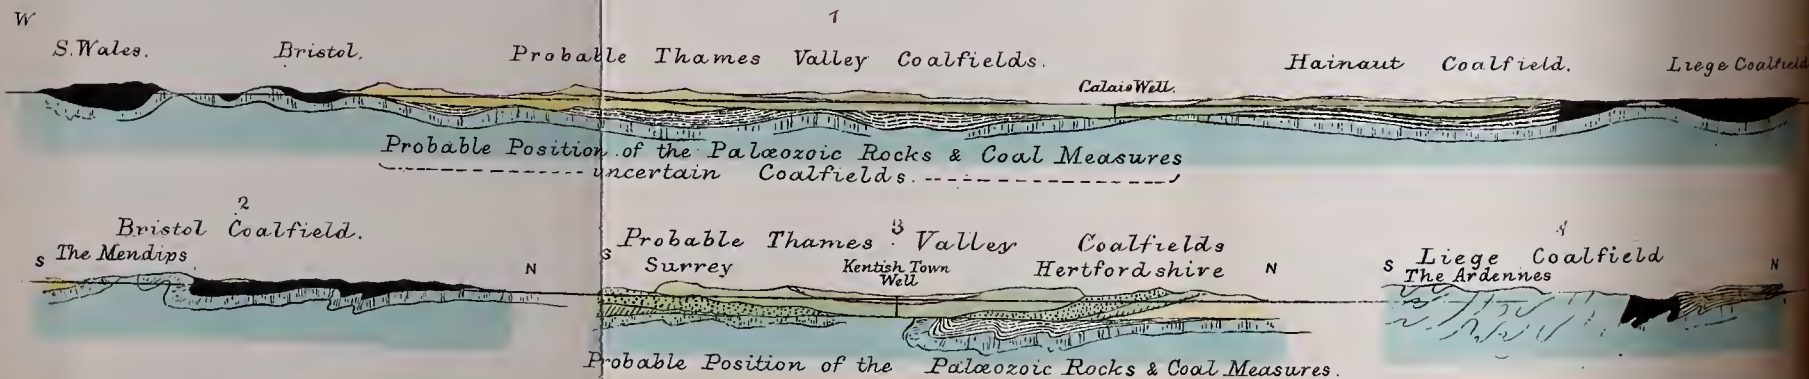 W
1
S. Wales. Bristol. Probable Thames Valley Coalfields. Hainaut Coalfield. Liege Coalfield
Calais Well.
Probable Position of the Palæozoic Rocks & Coal Measures
uncertain Coalfields.
2
Bristol Coalfield.
S The Mendips N
3
Probable Thames Valley Coalfields
S Surrey Kentish Town Well Hertfordshire N
Probable Position of the Palæozoic Rocks & Coal Measures.
4
Liege Coalfield
S The Ardennes N